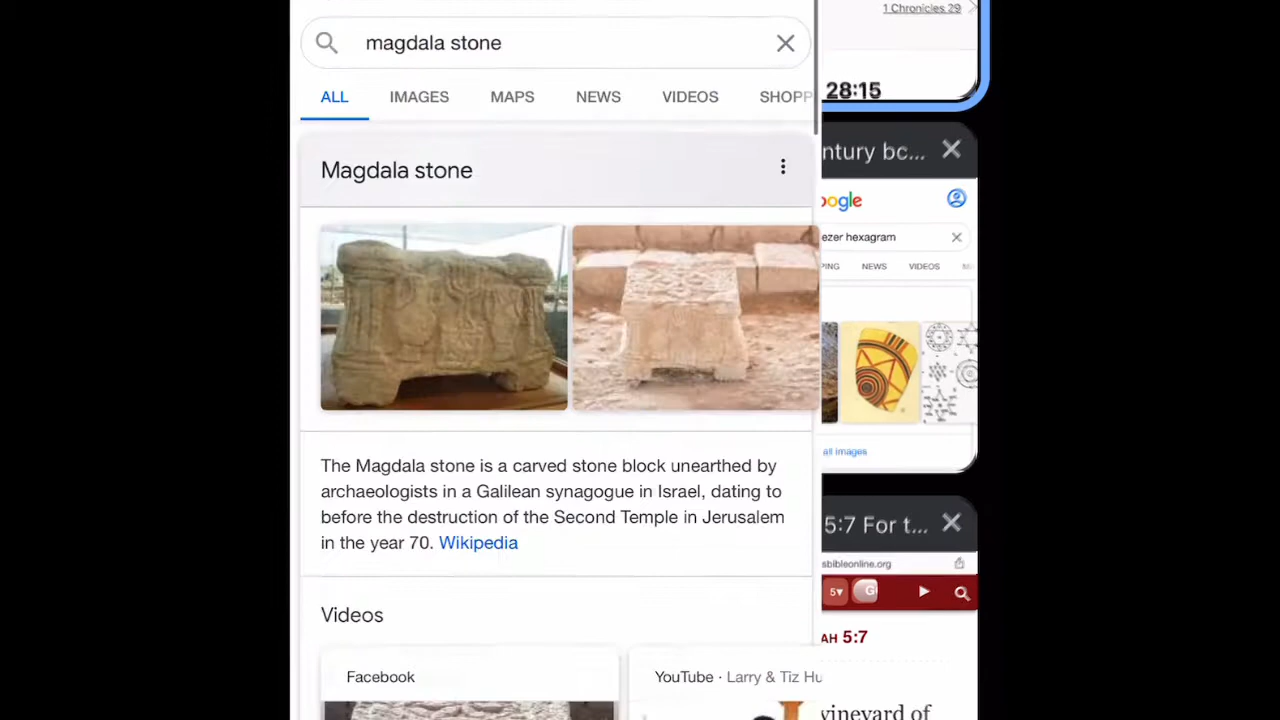 magdala stone
ALL IMAGES MAPS NEWS VIDEOS SHOPP
Magdala stone
The Magdala stone is a carved stone block unearthed by
archaeologists in a Galilean synagogue in Israel, dating to
before the destruction of the Second Temple in Jerusalem
in the year 70. Wikipedia
Videos
Facebook
YouTube · Larry & Tiz Hu
1 Chronicles 29
28:15
ntury bc...
oogle
ezer hexagram
PING NEWS VIDEOS
all images
5:7 For t...
sbibleonline.org
5▾ G
AH 5:7
vineyard of